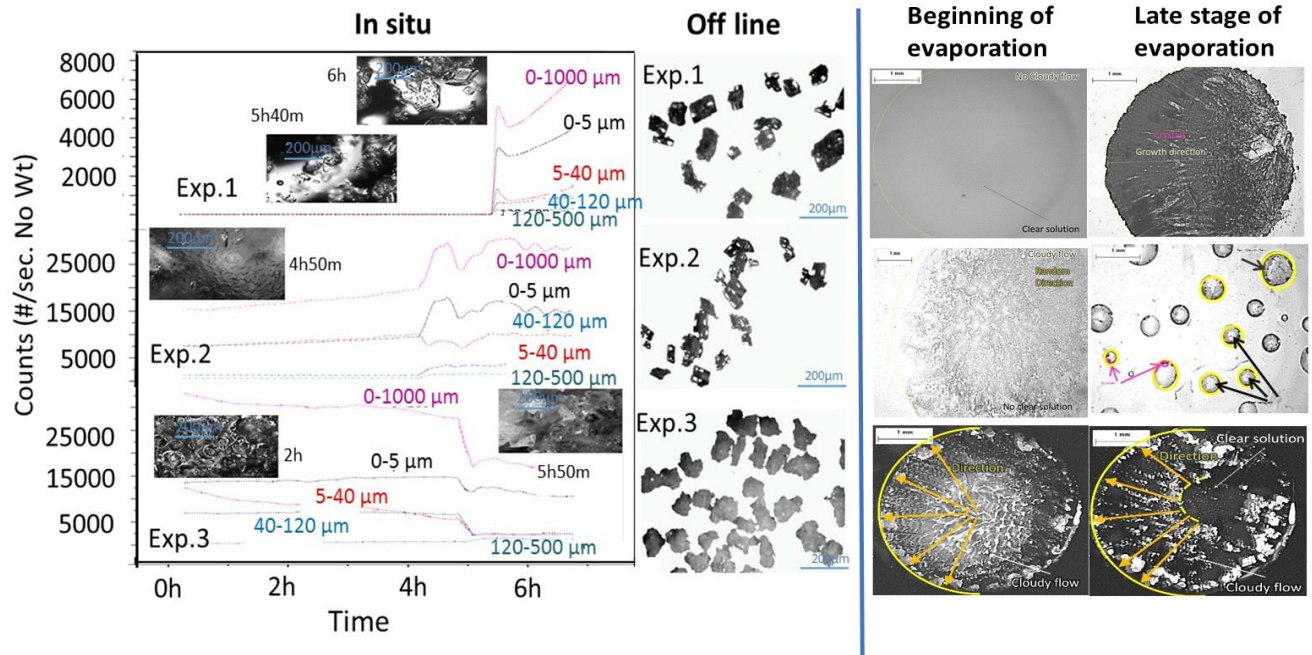 In situ
Off line
Counts (#/sec. No Wt)
8000
6000
4000
2000
25000
15000
5000
25000
15000
5000
0h
2h
4h
6h
Time
Exp.1
5h40m
200μm
6h
200μm
0-1000 μm
0-5 μm
5-40 μm
40-120 μm
120-500 μm
Exp.2
200μm
4h50m
0-1000 μm
0-5 μm
40-120 μm
5-40 μm
120-500 μm
Exp.3
200μm
2h
0-1000 μm
0-5 μm
5-40 μm
40-120 μm
120-500 μm
200μm
5h50m
Exp.1
200μm
Exp.2
200μm
Exp.3
200μm
Beginning of
evaporation
Late stage of
evaporation
1 mm
No Cloudy flow
Clear solution
1 mm
Growth direction
1 mm
Cloudy flow
Random
Direction
No clear solution
1 mm
1 mm
Direction
Cloudy flow
1 mm
Clear solution
Cloudy flow